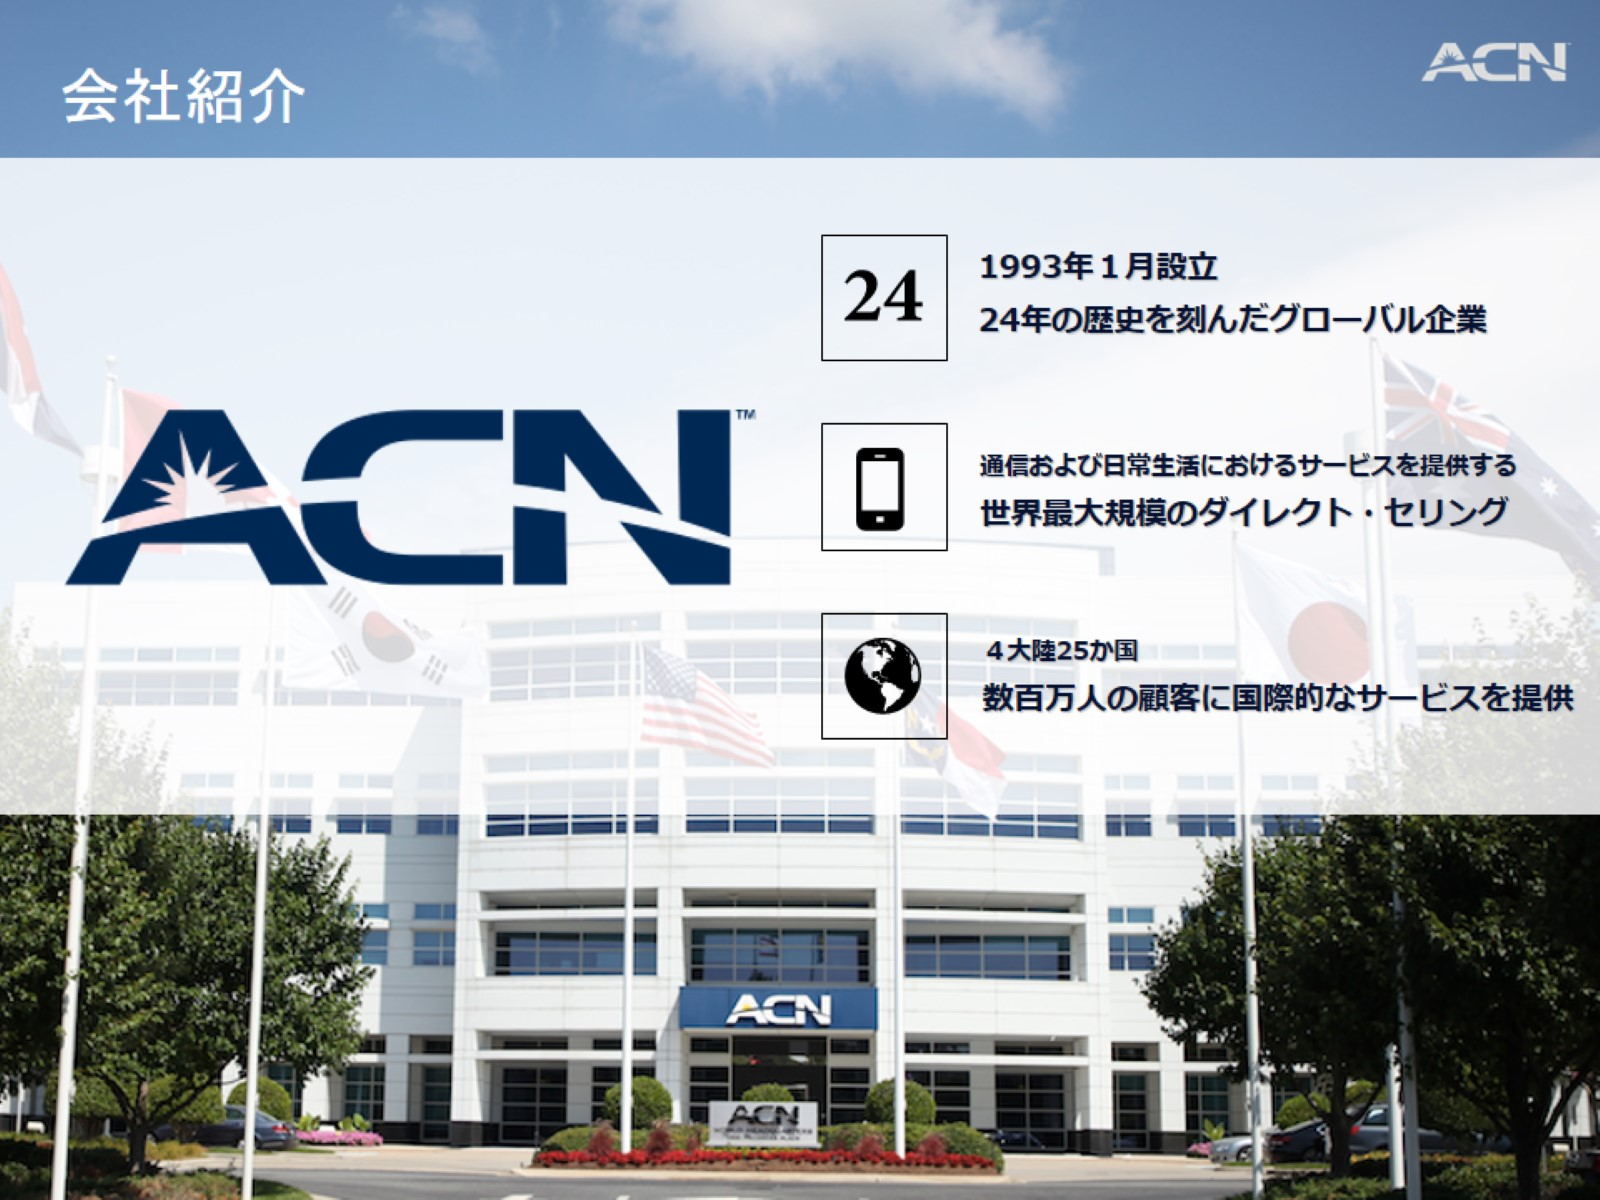 会社紹介
ACN
24
1993年１月設立
24年の歴史を刻んだグローバル企業
ACN™
通信および日常生活におけるサービスを提供する
世界最大規模のダイレクト・セリング
４大陸25か国
数百万人の顧客に国際的なサービスを提供
ACN
ACN
WORLD HEADQUARTERS